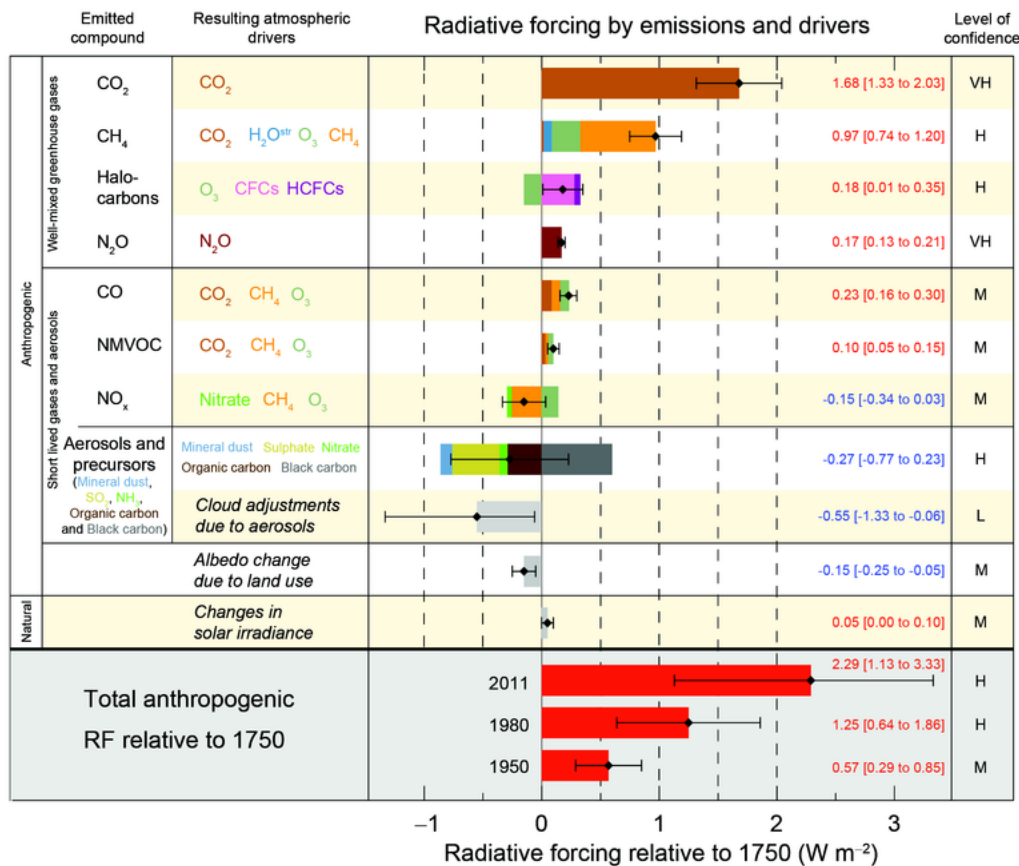 Emitted compound
Resulting atmospheric drivers
Radiative forcing by emissions and drivers
Level of confidence
Anthropogenic
Well-mixed greenhouse gases
CO₂
CO₂
1.68 [1.33 to 2.03]
VH
CH₄
CO₂ H₂Oˢᵗʳ O₃ CH₄
0.97 [0.74 to 1.20]
H
Halo-
carbons
O₃ CFCs HCFCs
0.18 [0.01 to 0.35]
H
N₂O
N₂O
0.17 [0.13 to 0.21]
VH
Short lived gases and aerosols
CO
CO₂ CH₄ O₃
0.23 [0.16 to 0.30]
M
NMVOC
CO₂ CH₄ O₃
0.10 [0.05 to 0.15]
M
NOₓ
Nitrate CH₄ O₃
-0.15 [-0.34 to 0.03]
M
Aerosols and
precursors
(Mineral dust,
SO₂, NH₃,
Organic carbon
and Black carbon)
Mineral dust Sulphate Nitrate
Organic carbon Black carbon
-0.27 [-0.77 to 0.23]
H
Cloud adjustments
due to aerosols
-0.55 [-1.33 to -0.06]
L
Albedo change
due to land use
-0.15 [-0.25 to -0.05]
M
Natural
Changes in
solar irradiance
0.05 [0.00 to 0.10]
M
Total anthropogenic
RF relative to 1750
2011
2.29 [1.13 to 3.33]
H
1980
1.25 [0.64 to 1.86]
H
1950
0.57 [0.29 to 0.85]
M
−1 0 1 2 3
Radiative forcing relative to 1750 (W m⁻²)